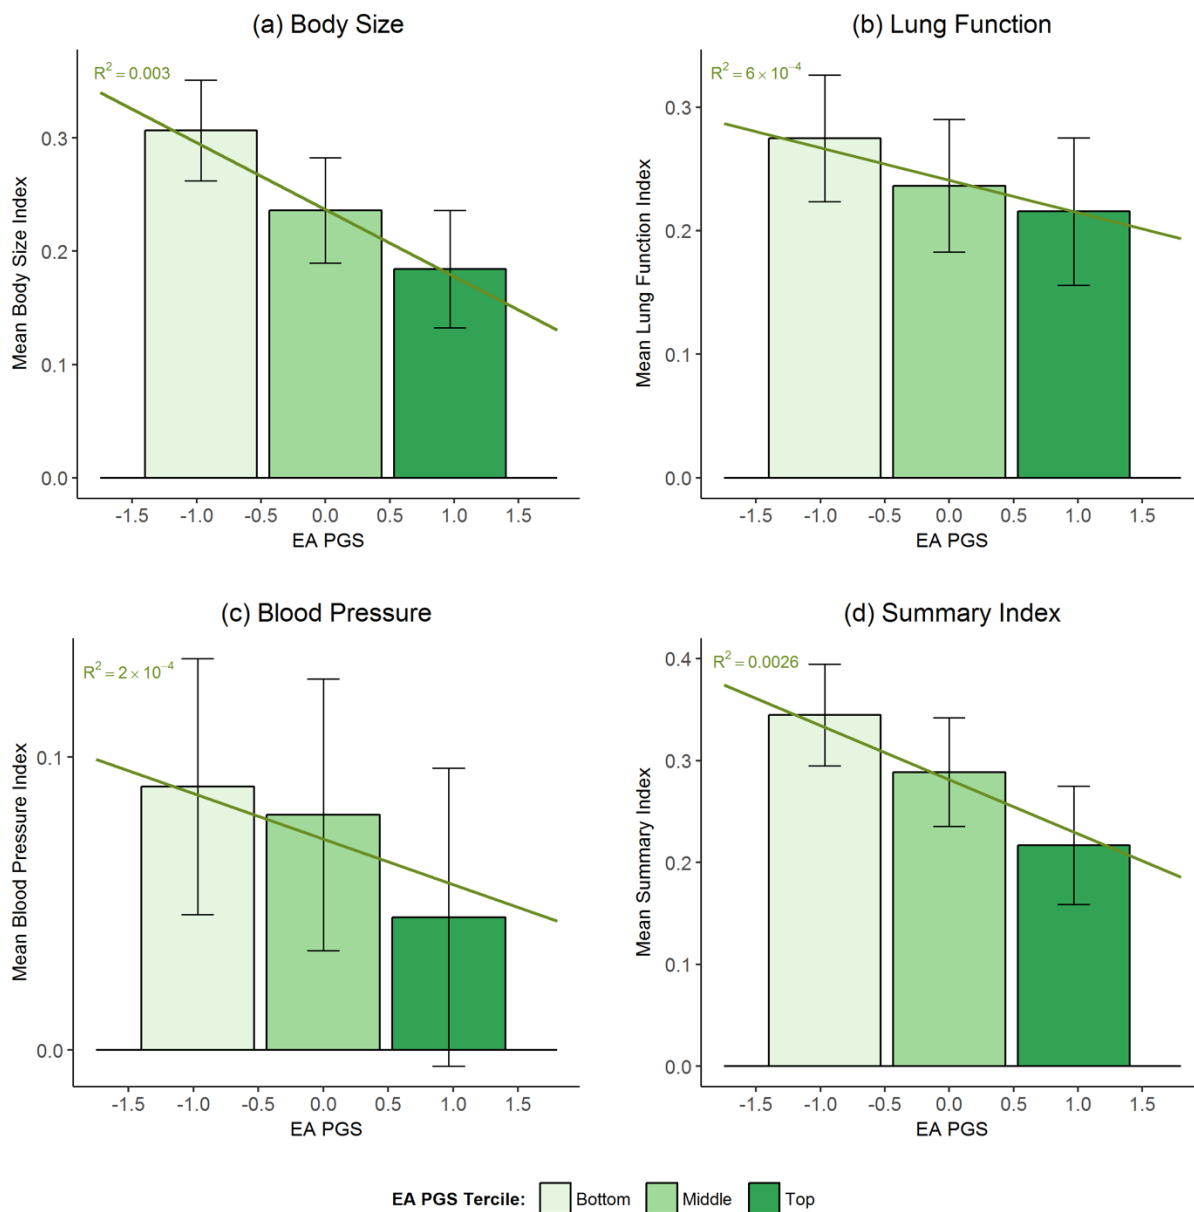 (a) Body Size
R² = 0.003
Mean Body Size Index
0.3
0.2
0.1
0.0
-1.5 -1.0 -0.5 0.0 0.5 1.0 1.5
EA PGS
(b) Lung Function
R² = 6 × 10⁻⁴
Mean Lung Function Index
0.3
0.2
0.1
0.0
-1.5 -1.0 -0.5 0.0 0.5 1.0 1.5
EA PGS
(c) Blood Pressure
R² = 2 × 10⁻⁴
Mean Blood Pressure Index
0.1
0.0
-1.5 -1.0 -0.5 0.0 0.5 1.0 1.5
EA PGS
(d) Summary Index
R² = 0.0026
Mean Summary Index
0.4
0.3
0.2
0.1
0.0
-1.5 -1.0 -0.5 0.0 0.5 1.0 1.5
EA PGS
EA PGS Tercile: Bottom Middle Top